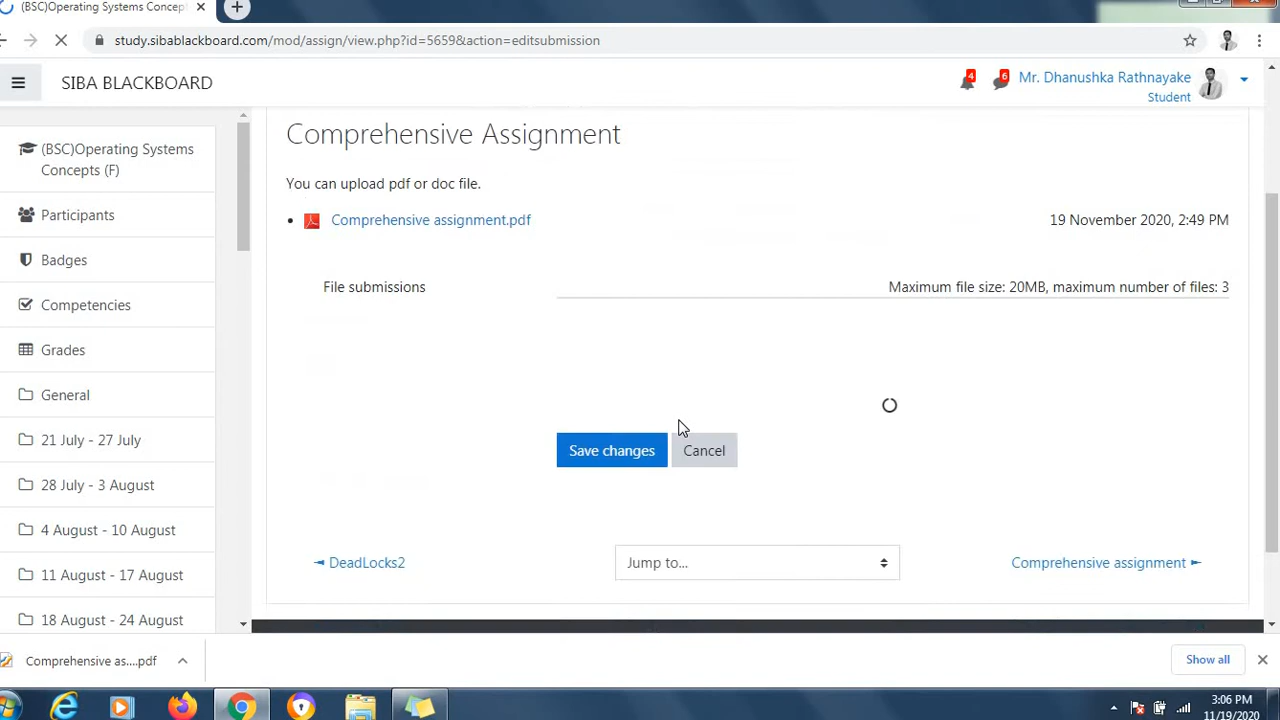 (BSC)Operating Systems Concep
study.sibablackboard.com/mod/assign/view.php?id=5659&action=editsubmission
SIBA BLACKBOARD
4
6
Mr. Dhanushka Rathnayake
Student
(BSC)Operating Systems
Concepts (F)
Participants
Badges
Competencies
Grades
General
21 July - 27 July
28 July - 3 August
4 August - 10 August
11 August - 17 August
18 August - 24 August
Comprehensive Assignment
You can upload pdf or doc file.
Comprehensive assignment.pdf
19 November 2020, 2:49 PM
File submissions
Maximum file size: 20MB, maximum number of files: 3
Save changes
Cancel
◄ DeadLocks2
Jump to...
Comprehensive assignment ►
Comprehensive as....pdf
Show all
3:06 PM
11/19/2020